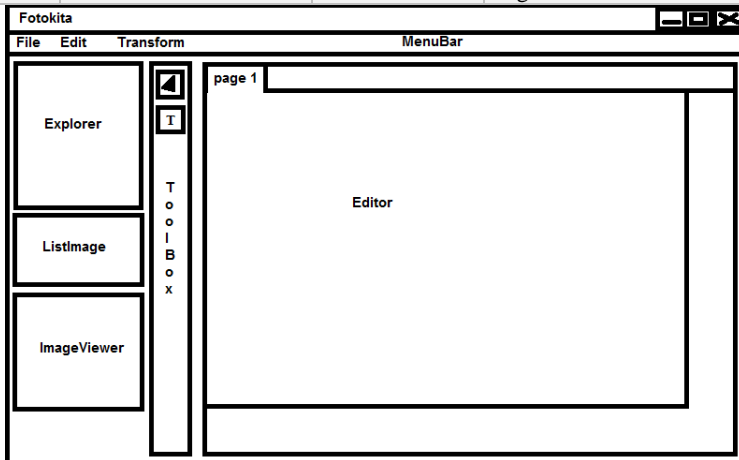 Fotokita
File Edit Transform MenuBar
Explorer
ListImage
ImageViewer
T
T
o
o
l
B
o
x
page 1
Editor